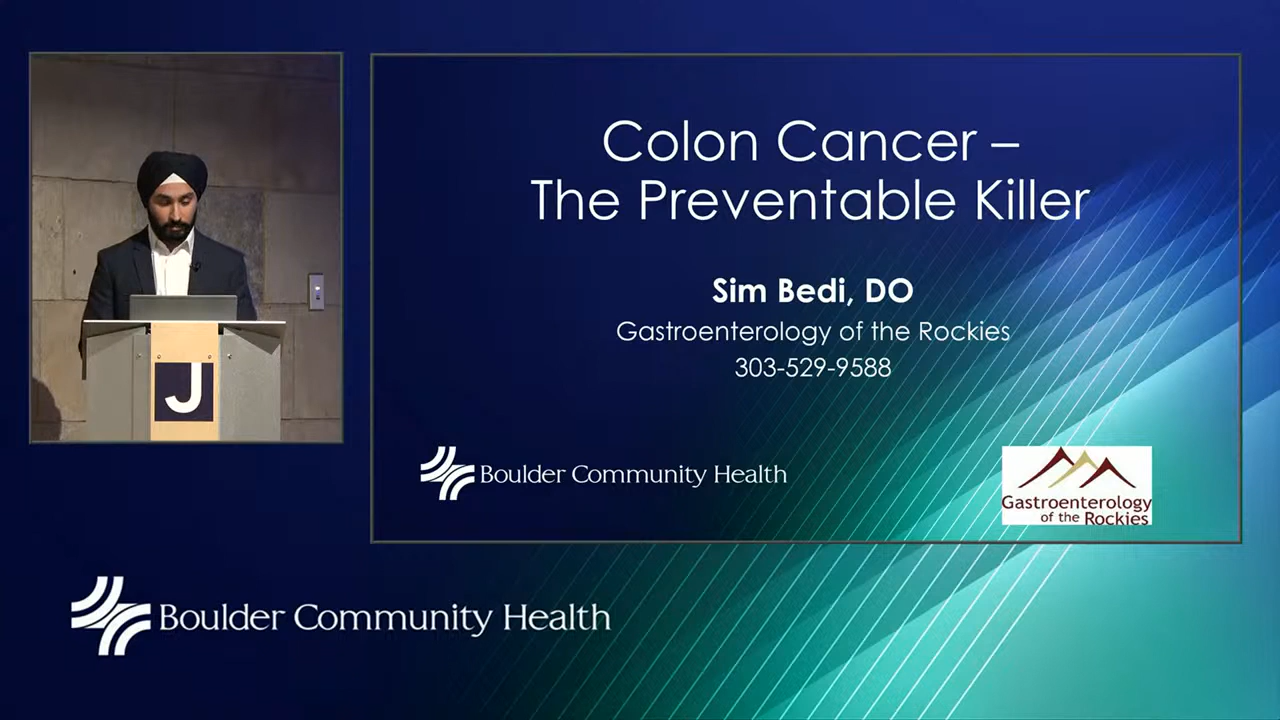 Colon Cancer –
The Preventable Killer
Sim Bedi, DO
Gastroenterology of the Rockies
303-529-9588
Boulder Community Health
Gastroenterology
of the Rockies
J
Boulder Community Health